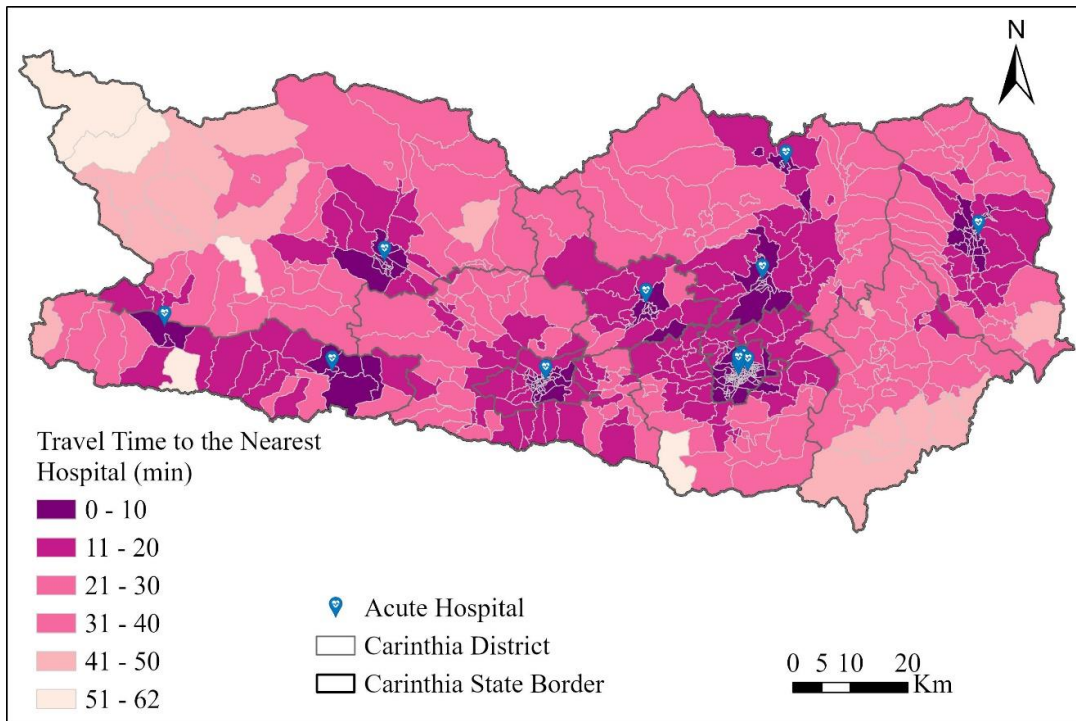 N
Travel Time to the Nearest
Hospital (min)
0 - 10
11 - 20
21 - 30
31 - 40
41 - 50
51 - 62
Acute Hospital
Carinthia District
Carinthia State Border
0 5 10 20
Km